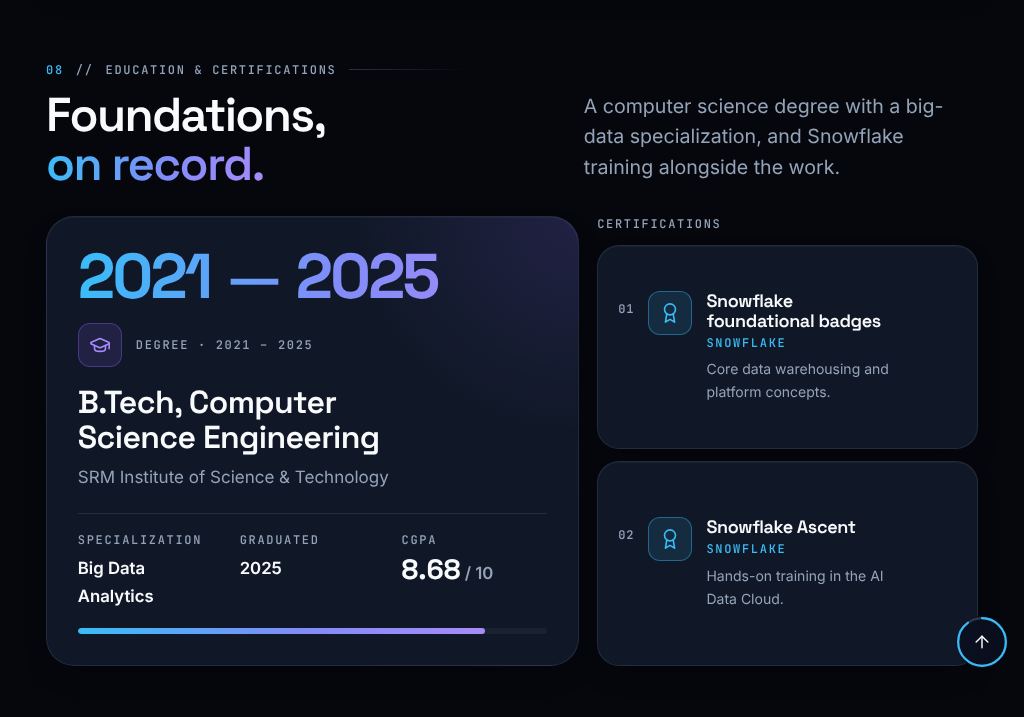 08 // EDUCATION & CERTIFICATIONS
Foundations,
on record.
A computer science degree with a big-
data specialization, and Snowflake
training alongside the work.
2021 — 2025
DEGREE · 2021 – 2025
B.Tech, Computer
Science Engineering
SRM Institute of Science & Technology
SPECIALIZATION
Big Data
Analytics
GRADUATED
2025
CGPA
8.68 / 10
CERTIFICATIONS
01
Snowflake
foundational badges
SNOWFLAKE
Core data warehousing and
platform concepts.
02
Snowflake Ascent
SNOWFLAKE
Hands-on training in the AI
Data Cloud.